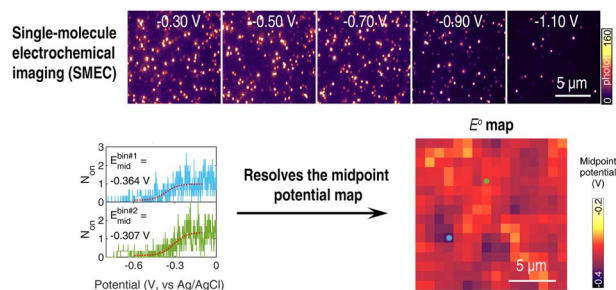 Single-molecule
electrochemical
imaging (SMEC)
-0.30 V
-0.50 V
-0.70 V
-0.90 V
-1.10 V
5 μm
0 photon 160
E⁰ map
N_on
3
2
1
0
E_mid^bin#1 =
-0.364 V
N_on
2
1
0
E_mid^bin#2 =
-0.307 V
-0.6 -0.3 0
Potential (V, vs Ag/AgCl)
Resolves the midpoint
potential map
5 μm
Midpoint
potential
(V)
-0.2
-0.4